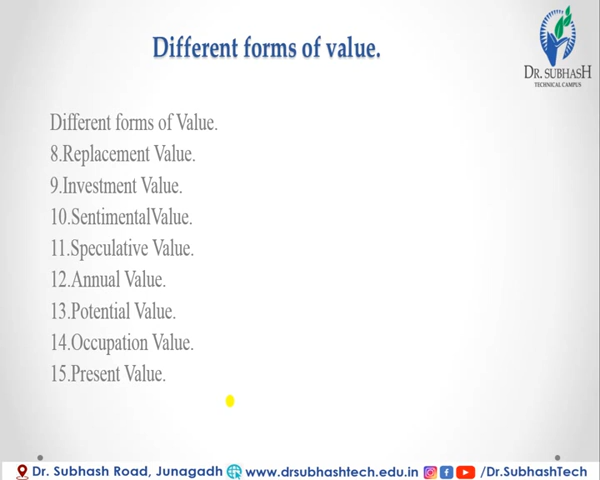 Different forms of value.
DR. SUBHASH
TECHNICAL CAMPUS
Different forms of Value.
8.Replacement Value.
9.Investment Value.
10.SentimentalValue.
11.Speculative Value.
12.Annual Value.
13.Potential Value.
14.Occupation Value.
15.Present Value.
Dr. Subhash Road, Junagadh www.drsubhashtech.edu.in /Dr.SubhashTech